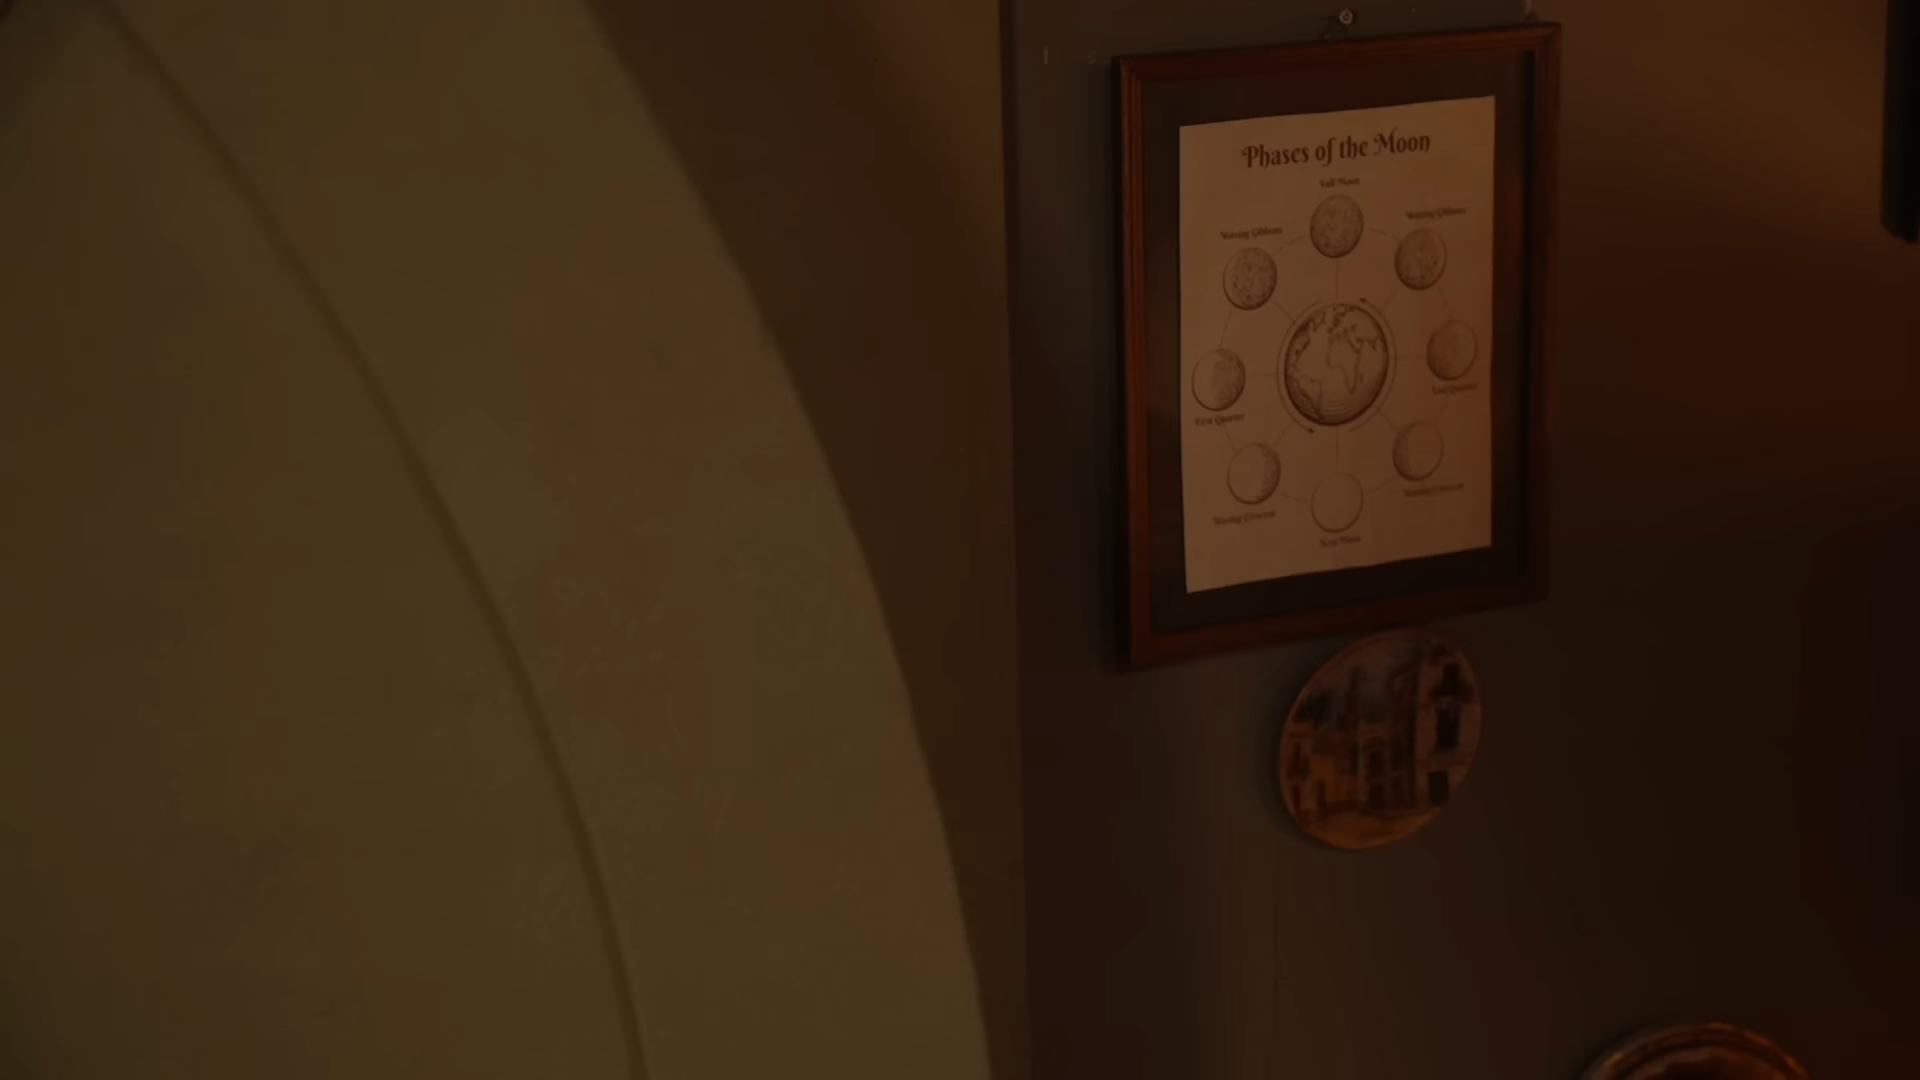 Phases of the Moon
Full Moon
Waxing Gibbous
Waning Gibbous
First Quarter
Last Quarter
Waning Crescent
Waxing Crescent
New Moon